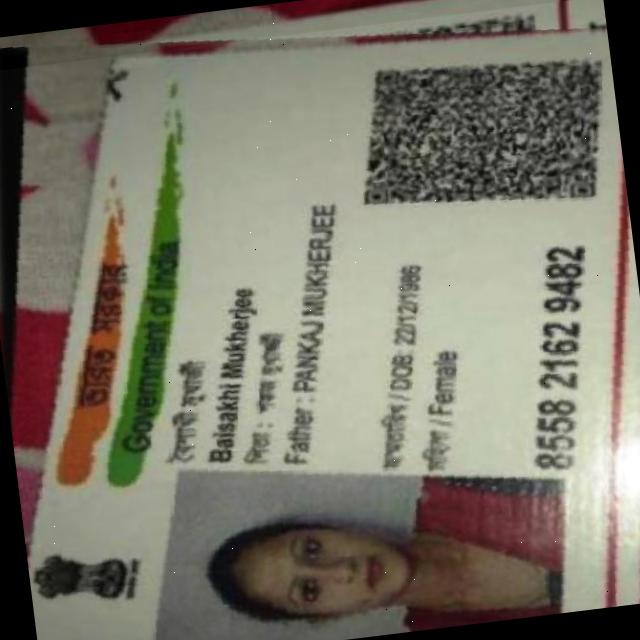 ভারত সরকার
Government of India
বৈশাখী মুখার্জী
Baisakhi Mukherjee
পিতা : পঙ্কজ মুখার্জী
Father : PANKAJ MUKHERJEE
জন্মতারিখ / DOB: 22/12/1986
মহিলা / Female
8558 2162 9482